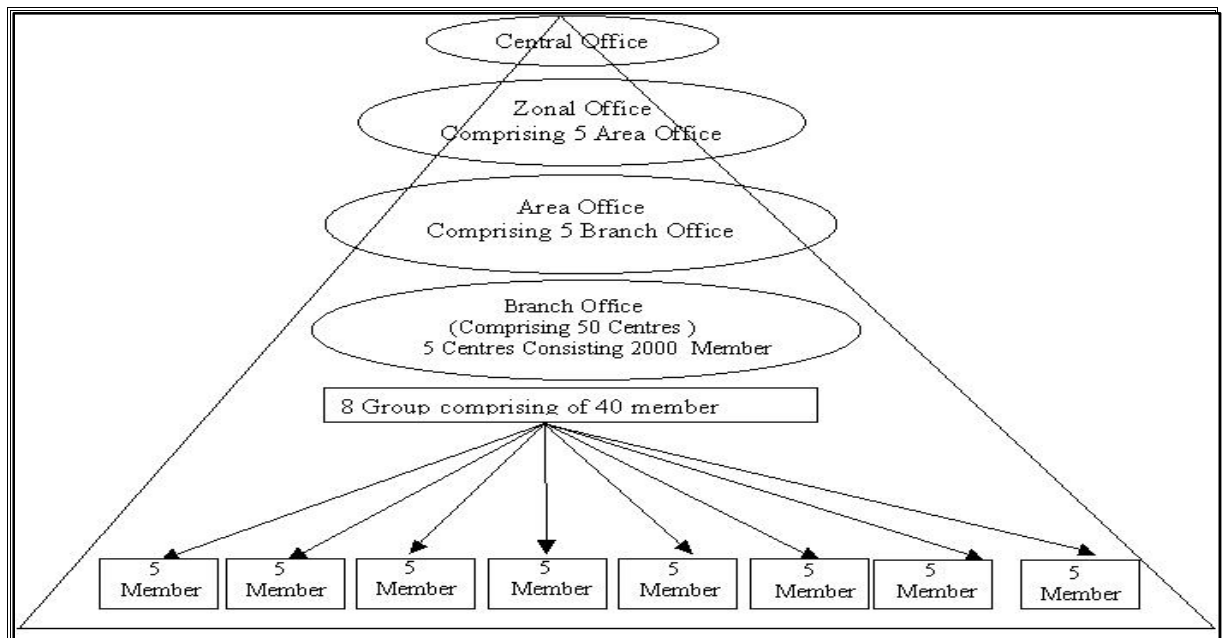 Central Office
Zonal Office
Comprising 5 Area Office
Area Office
Comprising 5 Branch Office
Branch Office
(Comprising 50 Centres )
5 Centres Consisting 2000 Member
8 Group comprising of 40 member
5
Member
5
Member
5
Member
5
Member
5
Member
5
Member
5
Member
5
Member